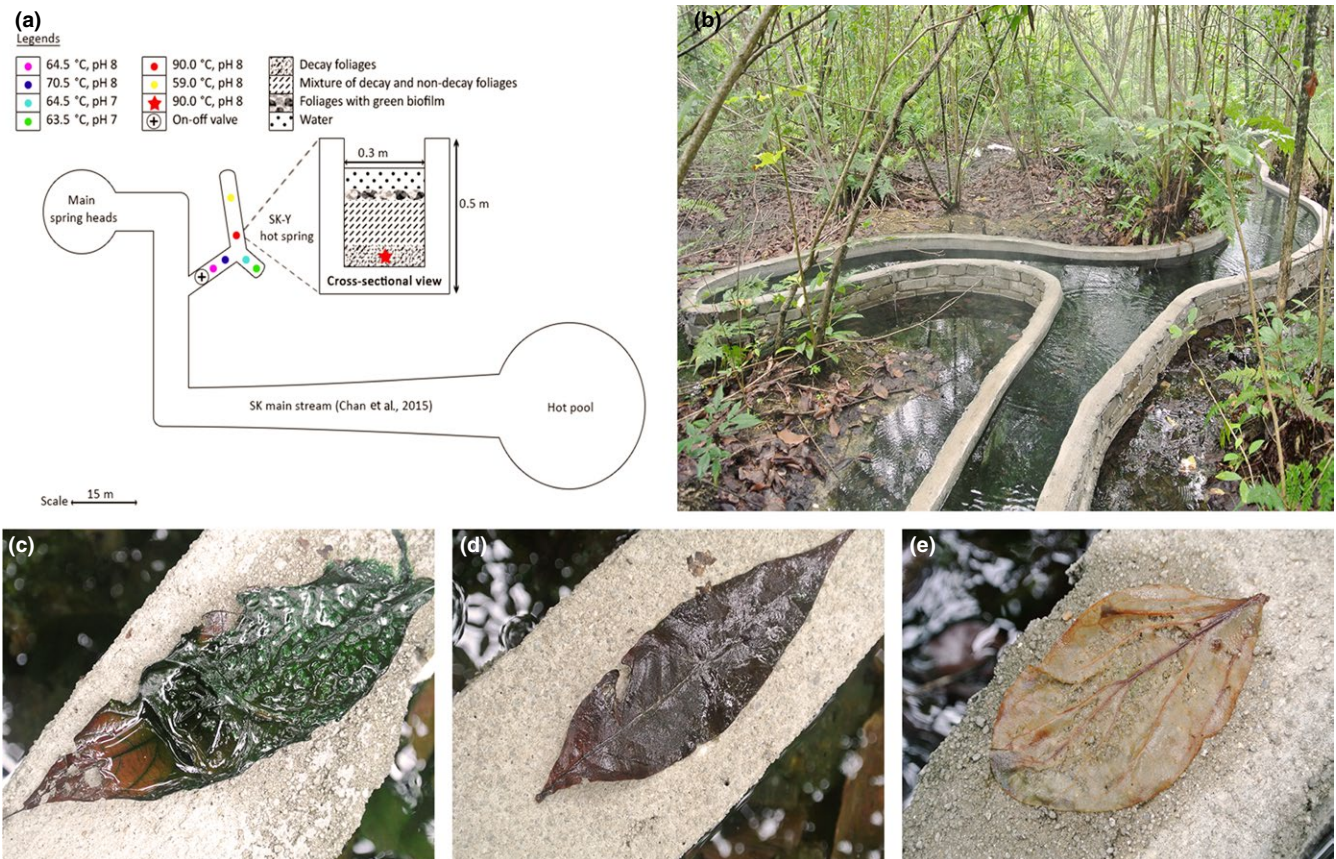 (a)
Legends
64.5 °C, pH 8
70.5 °C, pH 8
64.5 °C, pH 7
63.5 °C, pH 7
90.0 °C, pH 8
59.0 °C, pH 8
90.0 °C, pH 8
On-off valve
Decay foliages
Mixture of decay and non-decay foliages
Foliages with green biofilm
Water
0.3 m
0.5 m
Main
spring heads
SK-Y
hot spring
Cross-sectional view
SK main stream (Chan et al., 2015)
Hot pool
Scale
15 m
(b)
(c)
(d)
(e)